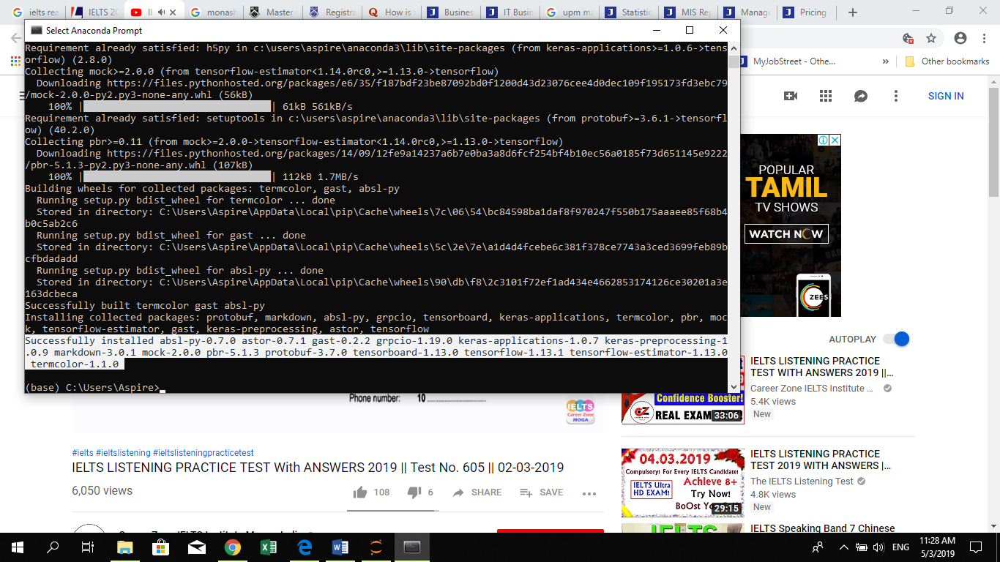 ielts rea
IELTS 20
monash
Master
Registra
How is
Busines
IT Busin
upm ma
Statistic
MIS Rep
Manage
Pricing
Select Anaconda Prompt
Requirement already satisfied: h5py in c:\users\aspire\anaconda3\lib\site-packages (from keras-applications>=1.0.6->tens
orflow) (2.8.0)
Collecting mock>=2.0.0 (from tensorflow-estimator<1.14.0rc0,>=1.13.0->tensorflow)
Downloading https://files.pythonhosted.org/packages/e6/35/f187bdf23be87092bd0f1200d43d23076cee4d0dec109f195173fd3ebc79
/mock-2.0.0-py2.py3-none-any.whl (56kB)
100% | | 61kB 561kB/s
Requirement already satisfied: setuptools in c:\users\aspire\anaconda3\lib\site-packages (from protobuf>=3.6.1->tensorfl
ow) (40.2.0)
Collecting pbr>=0.11 (from mock>=2.0.0->tensorflow-estimator<1.14.0rc0,>=1.13.0->tensorflow)
Downloading https://files.pythonhosted.org/packages/14/09/12fe9a14237a6b7e0ba3a8d6fcf254bf4b10ec56a0185f73d651145e9222
/pbr-5.1.3-py2.py3-none-any.whl (107kB)
100% | | 112kB 1.7MB/s
Building wheels for collected packages: termcolor, gast, absl-py
Running setup.py bdist_wheel for termcolor ... done
Stored in directory: C:\Users\Aspire\AppData\Local\pip\Cache\wheels\7c\06\54\bc84598ba1daf8f970247f550b175aaaee85f68b4
b0c5ab2c6
Running setup.py bdist_wheel for gast ... done
Stored in directory: C:\Users\Aspire\AppData\Local\pip\Cache\wheels\5c\2e\7e\a1d4d4fcebe6c381f378ce7743a3ced3699feb89b
cfbdadadd
Running setup.py bdist_wheel for absl-py ... done
Stored in directory: C:\Users\Aspire\AppData\Local\pip\Cache\wheels\90\db\f8\2c3101f72ef1ad434e4662853174126ce30201a3e
163dcbeca
Successfully built termcolor gast absl-py
Installing collected packages: protobuf, markdown, absl-py, grpcio, tensorboard, keras-applications, termcolor, pbr, moc
k, tensorflow-estimator, gast, keras-preprocessing, astor, tensorflow
Successfully installed absl-py-0.7.0 astor-0.7.1 gast-0.2.2 grpcio-1.19.0 keras-applications-1.0.7 keras-preprocessing-1
.0.9 markdown-3.0.1 mock-2.0.0 pbr-5.1.3 protobuf-3.7.0 tensorboard-1.13.0 tensorflow-1.13.1 tensorflow-estimator-1.13.0
termcolor-1.1.0
(base) C:\Users\Aspire>
MyJobStreet - Othe...
»
Other bookmarks
SIGN IN
POPULAR
TAMIL
TV SHOWS
WATCH NOW
ZEE5
AUTOPLAY
IELTS LISTENING PRACTICE
TEST WITH ANSWERS 2019 ||...
Career Zone IELTS Institute ...
5.4K views
New
Confidence Booster!
REAL EXAM!
33:06
Phone number: 10
IELTS
Career Zone
MOGA
#ielts #ieltslistening #ieltslisteningpracticetest
IELTS LISTENING PRACTICE TEST With ANSWERS 2019 || Test No. 605 || 02-03-2019
6,050 views
108
6
SHARE
SAVE
04.03.2019
Compulsory! For Every IELTS Candidate!
IELTS Ultra
HD EXAM!
Achieve 8+
Try Now!
BoOst Yo
29:15
IELTS LISTENING PRACTICE
TEST 2019 WITH ANSWERS |...
The IELTS Listening Test
4.8K views
New
IELTS
IELTS Speaking Band 7 Chinese
ENG
11:28 AM
5/3/2019